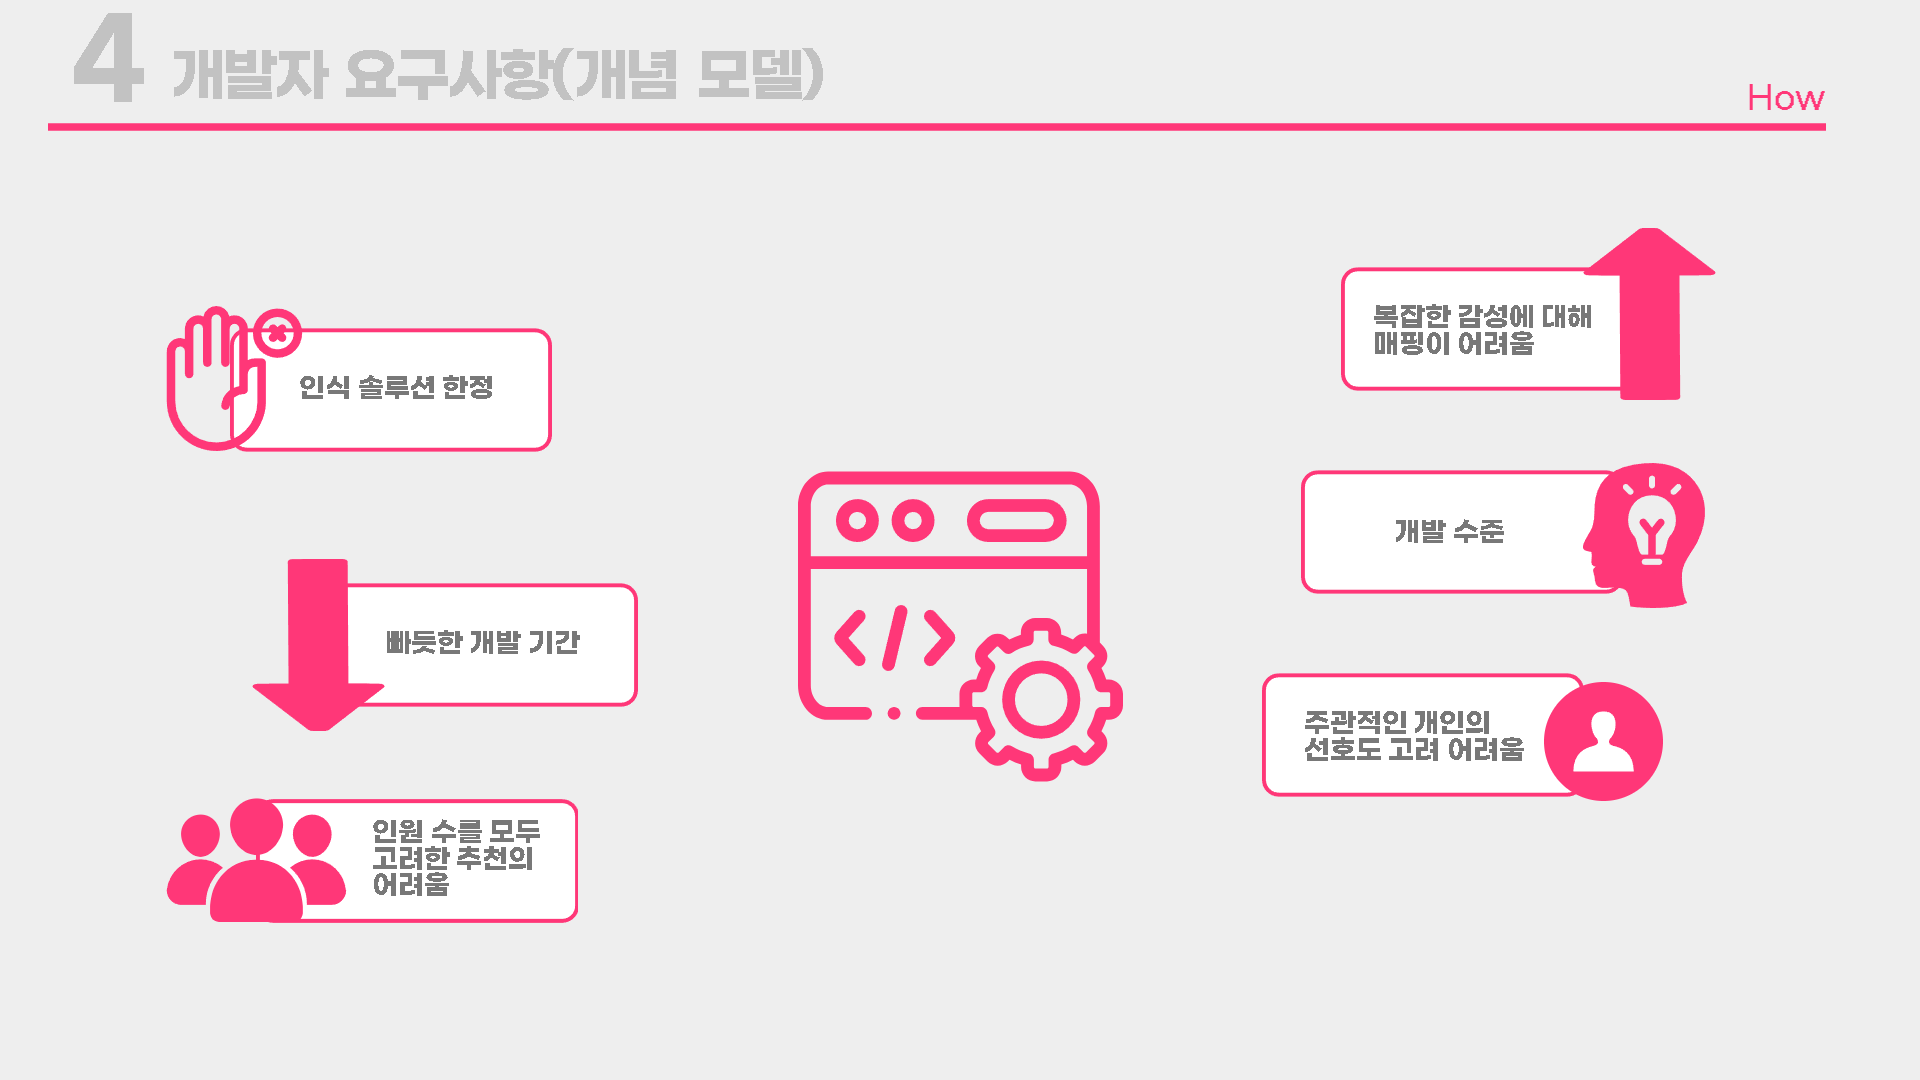 4 개발자 요구사항(개념 모델)
How
인식 솔루션 한정
빠듯한 개발 기간
인원 수를 모두
고려한 추천의
어려움
</>
복잡한 감성에 대해
매핑이 어려움
개발 수준
주관적인 개인의
선호도 고려 어려움